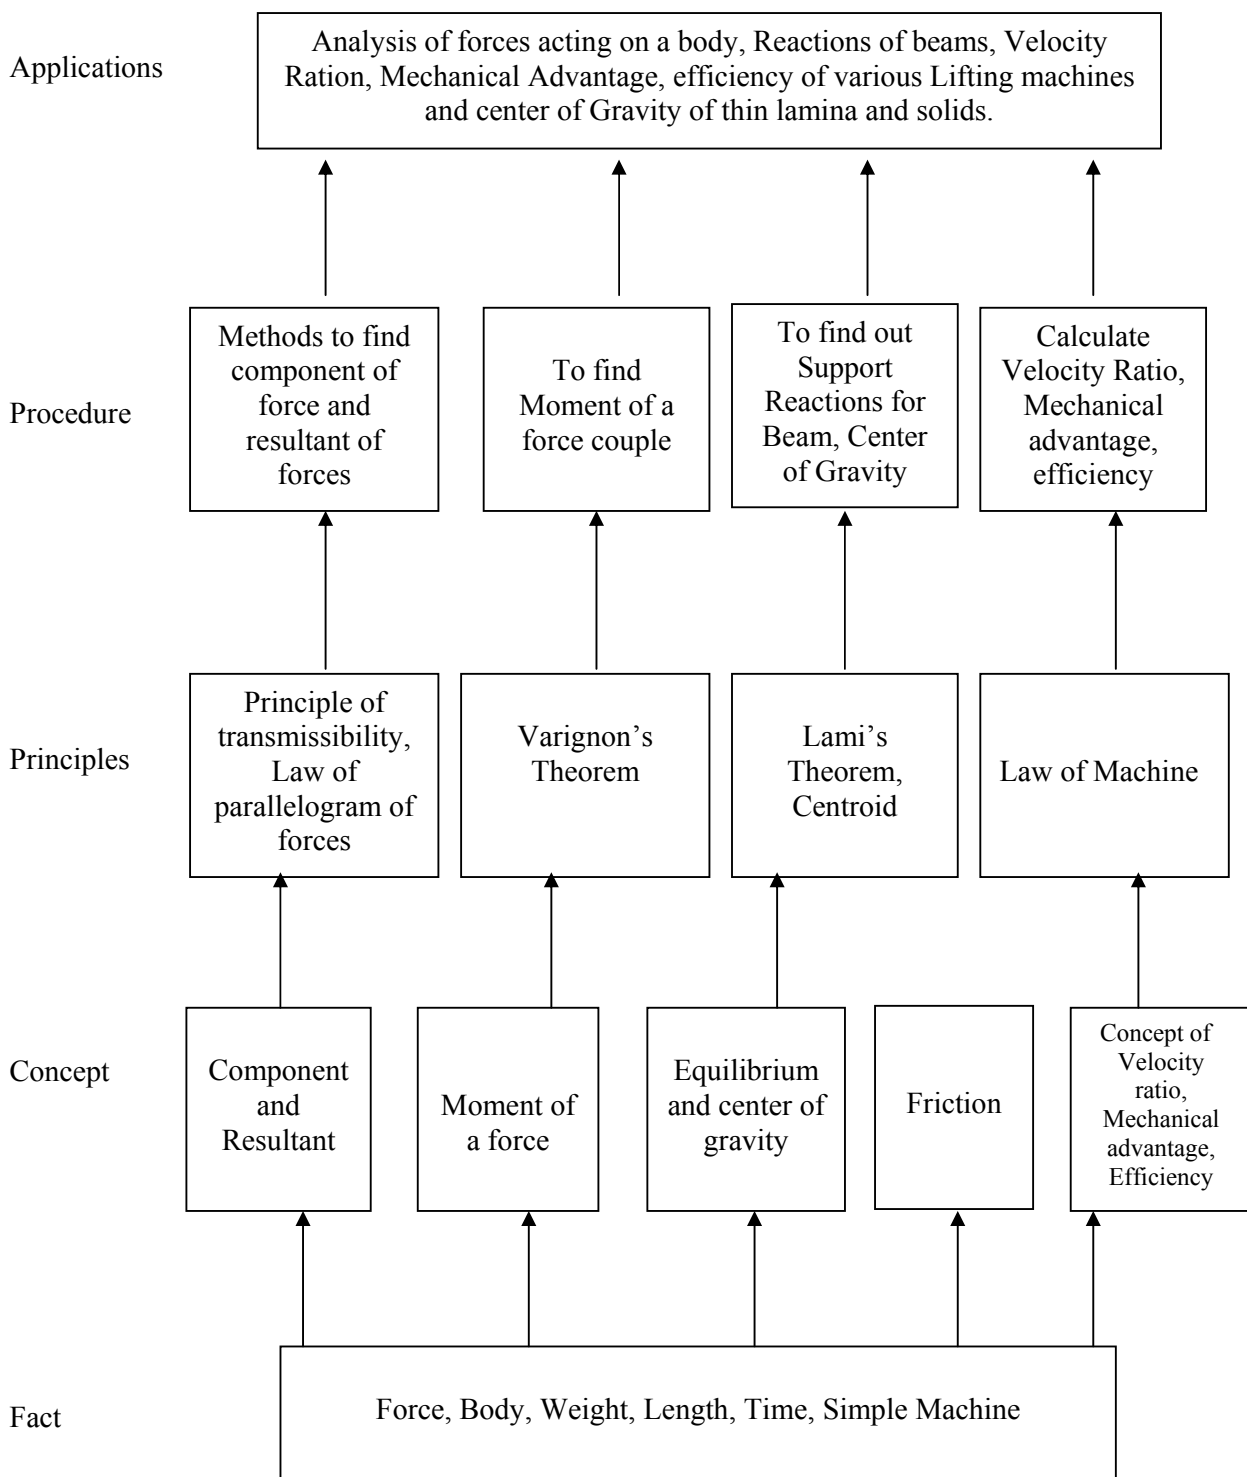 Applications
Analysis of forces acting on a body, Reactions of beams, Velocity
Ration, Mechanical Advantage, efficiency of various Lifting machines
and center of Gravity of thin lamina and solids.
Procedure
Methods to find
component of
force and
resultant of
forces
To find
Moment of a
force couple
To find out
Support
Reactions for
Beam, Center
of Gravity
Calculate
Velocity Ratio,
Mechanical
advantage,
efficiency
Principles
Principle of
transmissibility,
Law of
parallelogram of
forces
Varignon’s
Theorem
Lami’s
Theorem,
Centroid
Law of Machine
Concept
Component
and
Resultant
Moment of
a force
Equilibrium
and center of
gravity
Friction
Concept of
Velocity
ratio,
Mechanical
advantage,
Efficiency
Fact
Force, Body, Weight, Length, Time, Simple Machine